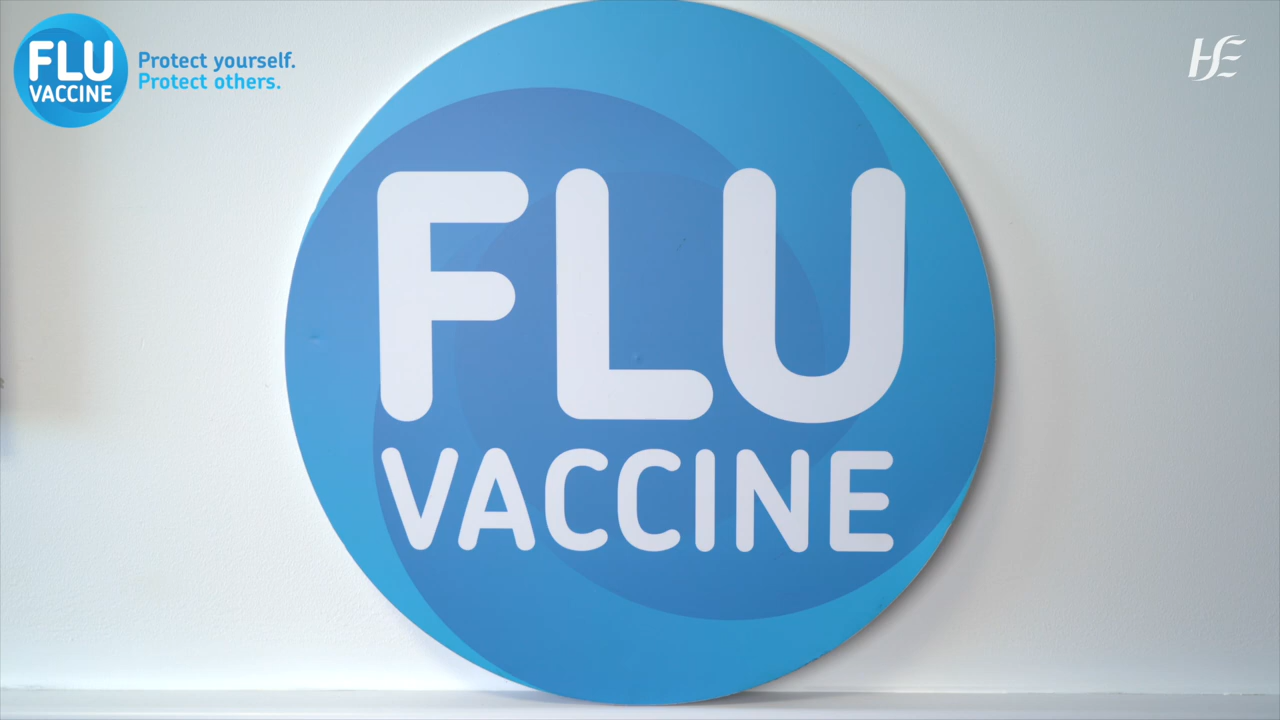 FLU
VACCINE
Protect yourself.
Protect others.
HSE
FLU
VACCINE